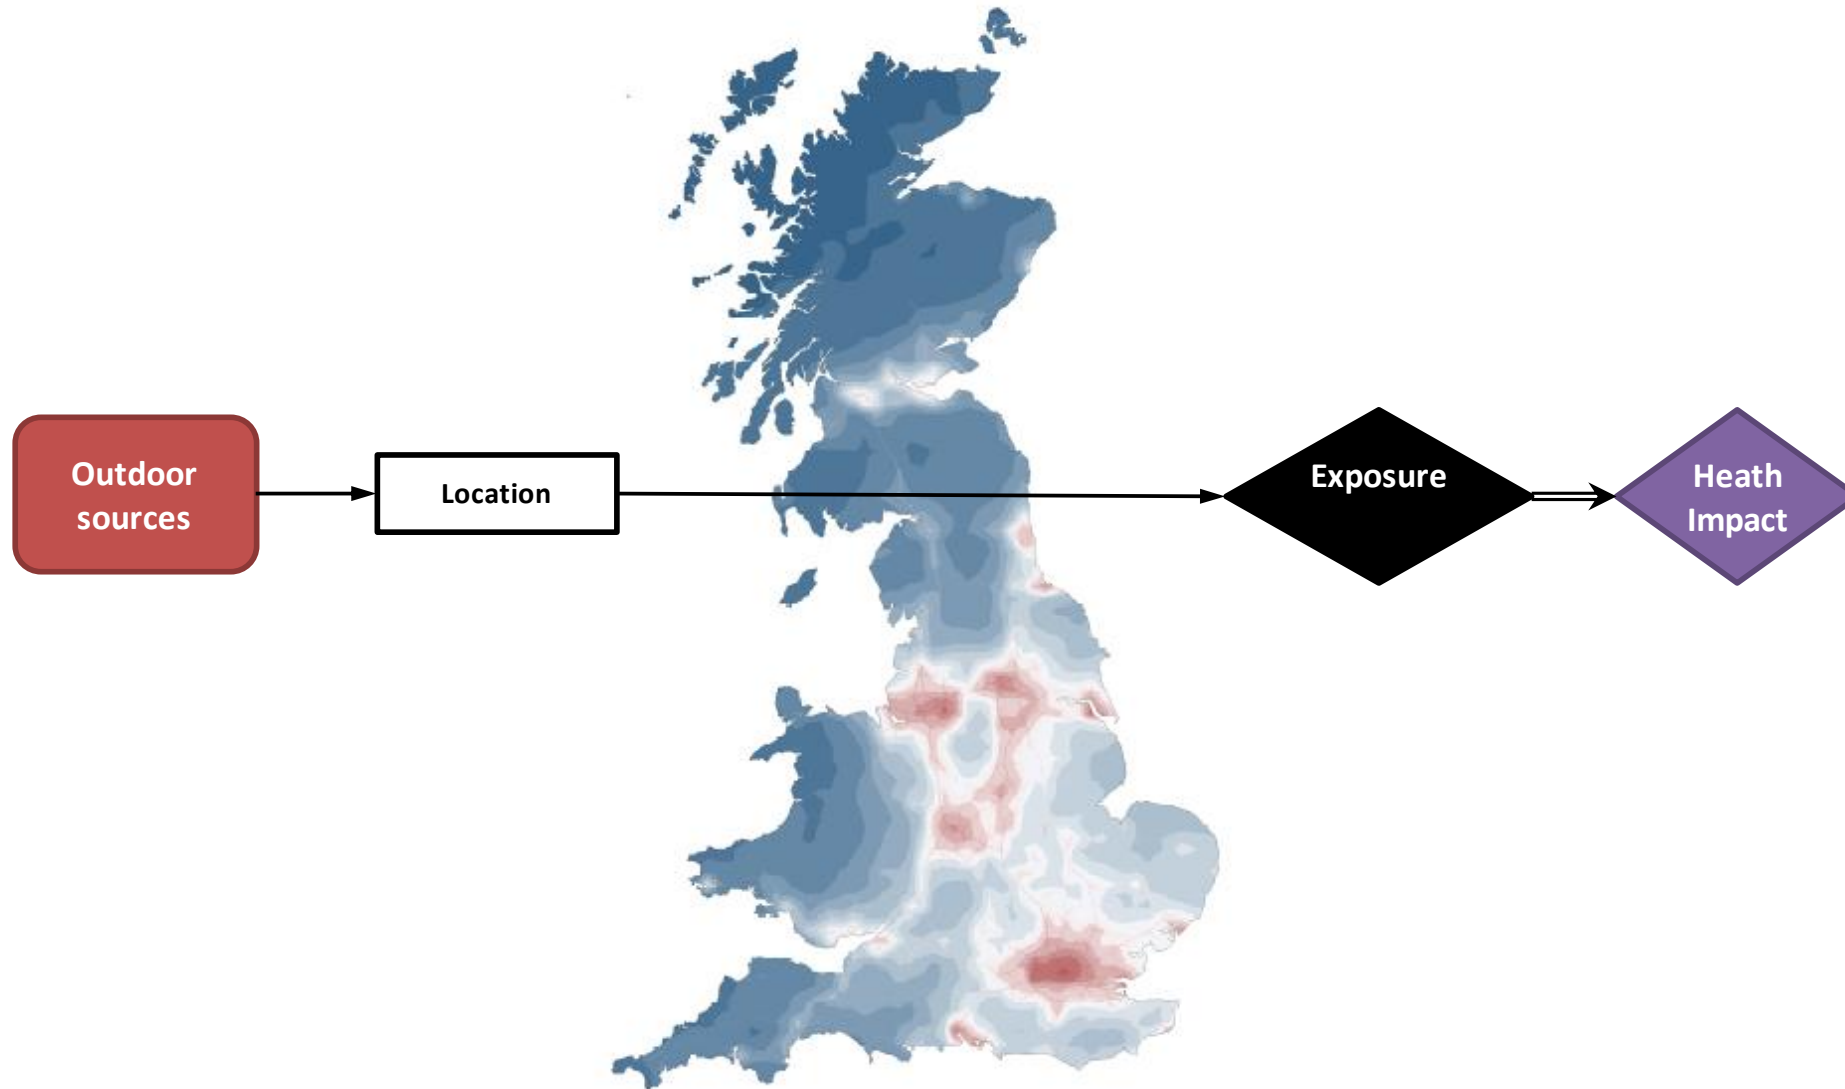 Outdoor
sources
Location
Exposure
Heath
Impact